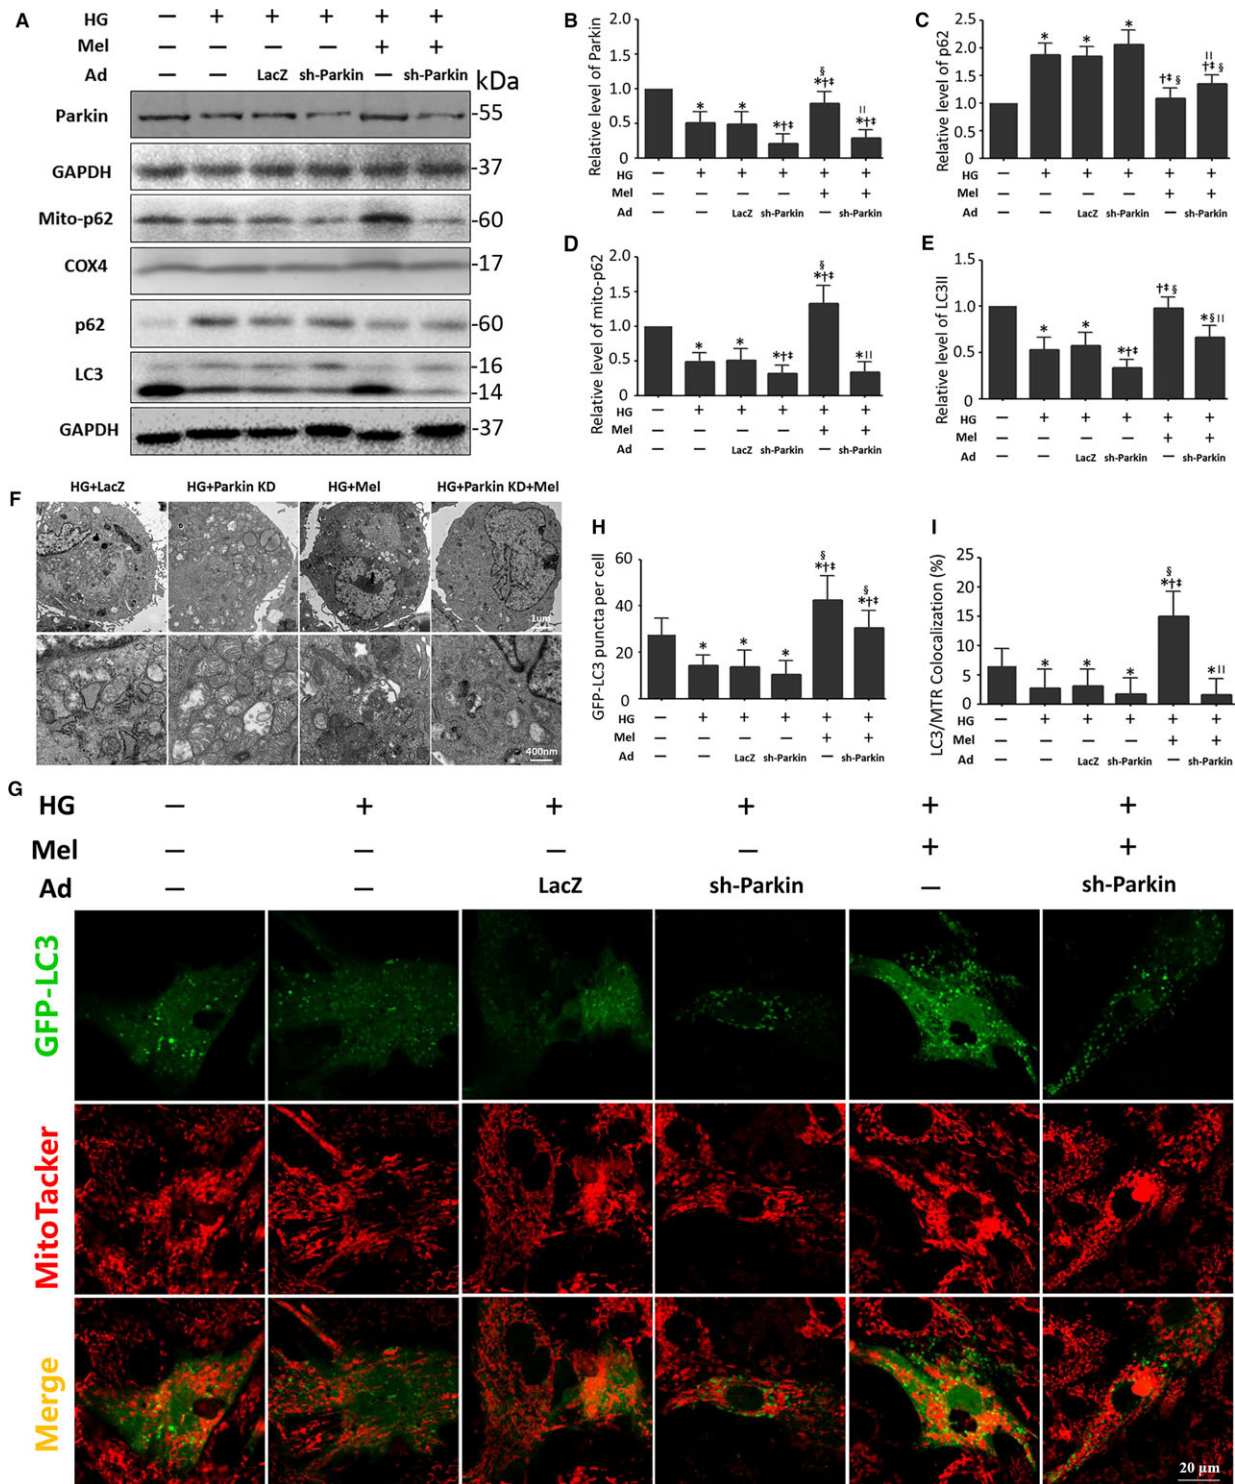 A
HG — + + + + +
Mel — — — — + +
Ad — — LacZ sh-Parkin — sh-Parkin kDa
Parkin -55
GAPDH -37
Mito-p62 -60
COX4 -17
p62 -60
LC3 -16
-14
GAPDH -37
B
Relative level of Parkin
1.5
1.0
0.5
0
* * *†‡ § *†‡ II *†‡
HG — + + + + +
Mel — — — — + +
Ad — — LacZ sh-Parkin — sh-Parkin
C
Relative level of p62
2.5
2.0
1.5
1.0
0.5
0
* * * †‡ § II †‡ §
HG — + + + + +
Mel — — — — + +
Ad — — LacZ sh-Parkin — sh-Parkin
D
Relative level of mito-p62
2.0
1.5
1.0
0.5
0
* * *†‡ § *†‡ *II
HG — + + + + +
Mel — — — — + +
Ad — — LacZ sh-Parkin — sh-Parkin
E
Relative level of LC3II
1.5
1.0
0.5
0
* * *†‡ †‡ § *§II
HG — + + + + +
Mel — — — — + +
Ad — — LacZ sh-Parkin — sh-Parkin
F
HG+LacZ HG+Parkin KD HG+Mel HG+Parkin KD+Mel
1um
400nm
H
GFP-LC3 puncta per cell
60
40
20
0
* * * § *†‡ § *†‡
HG — + + + + +
Mel — — — — + +
Ad — — LacZ sh-Parkin — sh-Parkin
I
LC3/MTR Colocalization (%)
25
20
15
10
5
0
* * * § *†‡ *II
HG — + + + + +
Mel — — — — + +
Ad — — LacZ sh-Parkin — sh-Parkin
G
HG — + + + + +
Mel — — — — + +
Ad — — LacZ sh-Parkin — sh-Parkin
GFP-LC3
MitoTacker
Merge
20 μm